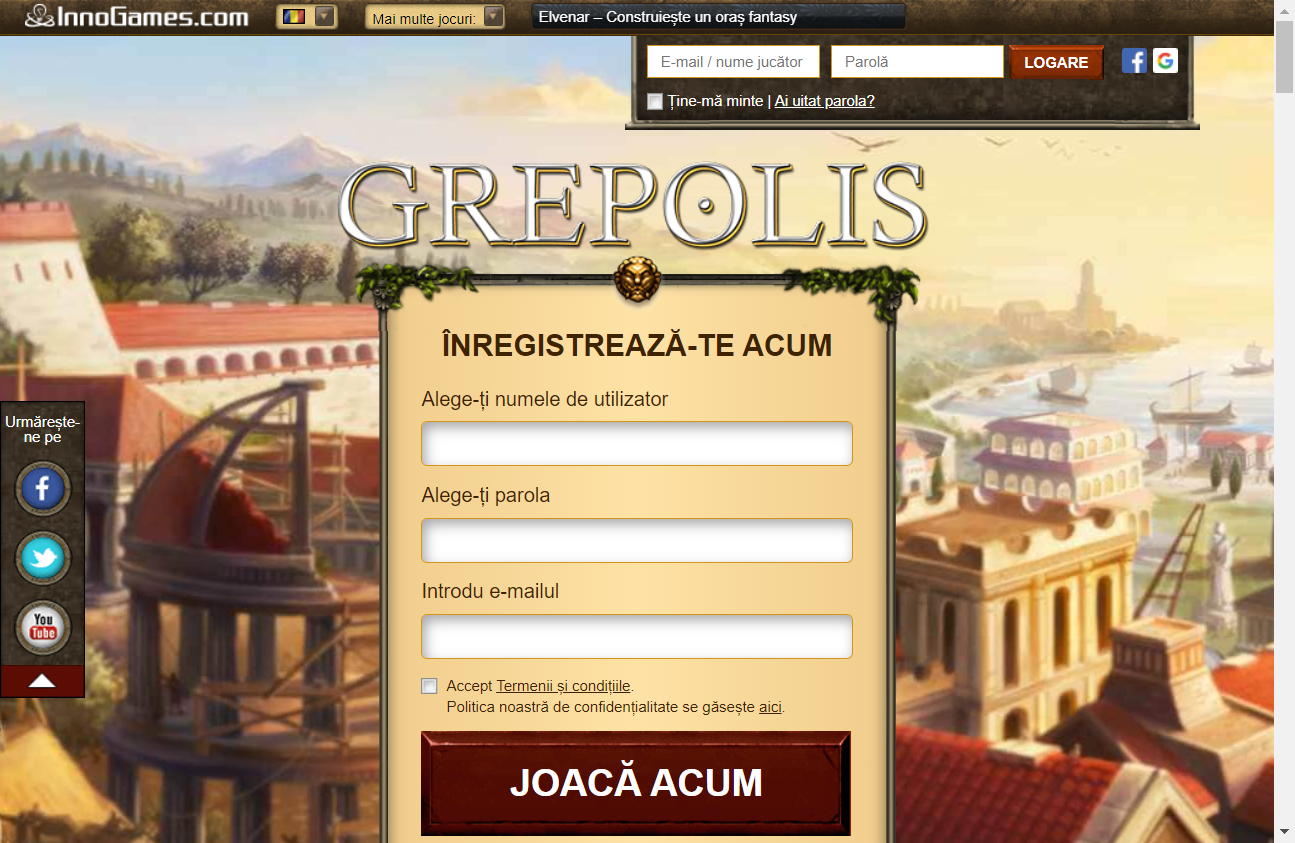 InnoGames.com
Mai multe jocuri:
Elvenar – Construiește un oraș fantasy
E-mail / nume jucător
Parolă
LOGARE
Ține-mă minte | Ai uitat parola?
GREPOLIS
ÎNREGISTREAZĂ-TE ACUM
Alege-ți numele de utilizator
Alege-ți parola
Introdu e-mailul
Accept Termenii și condițiile.
Politica noastră de confidențialitate se găsește aici.
JOACĂ ACUM
Urmărește-
ne pe
You
Tube